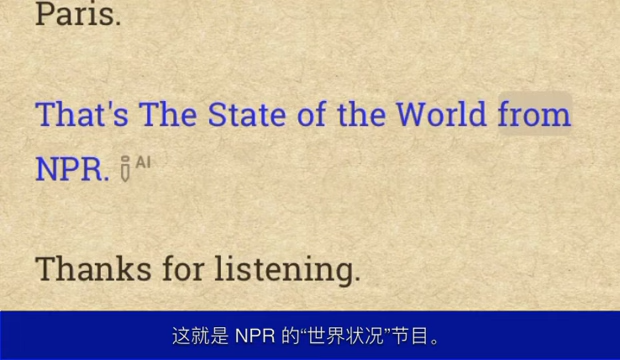 Paris.
That's The State of the World from
NPR. AI
Thanks for listening.
这就是 NPR 的“世界状况”节目。